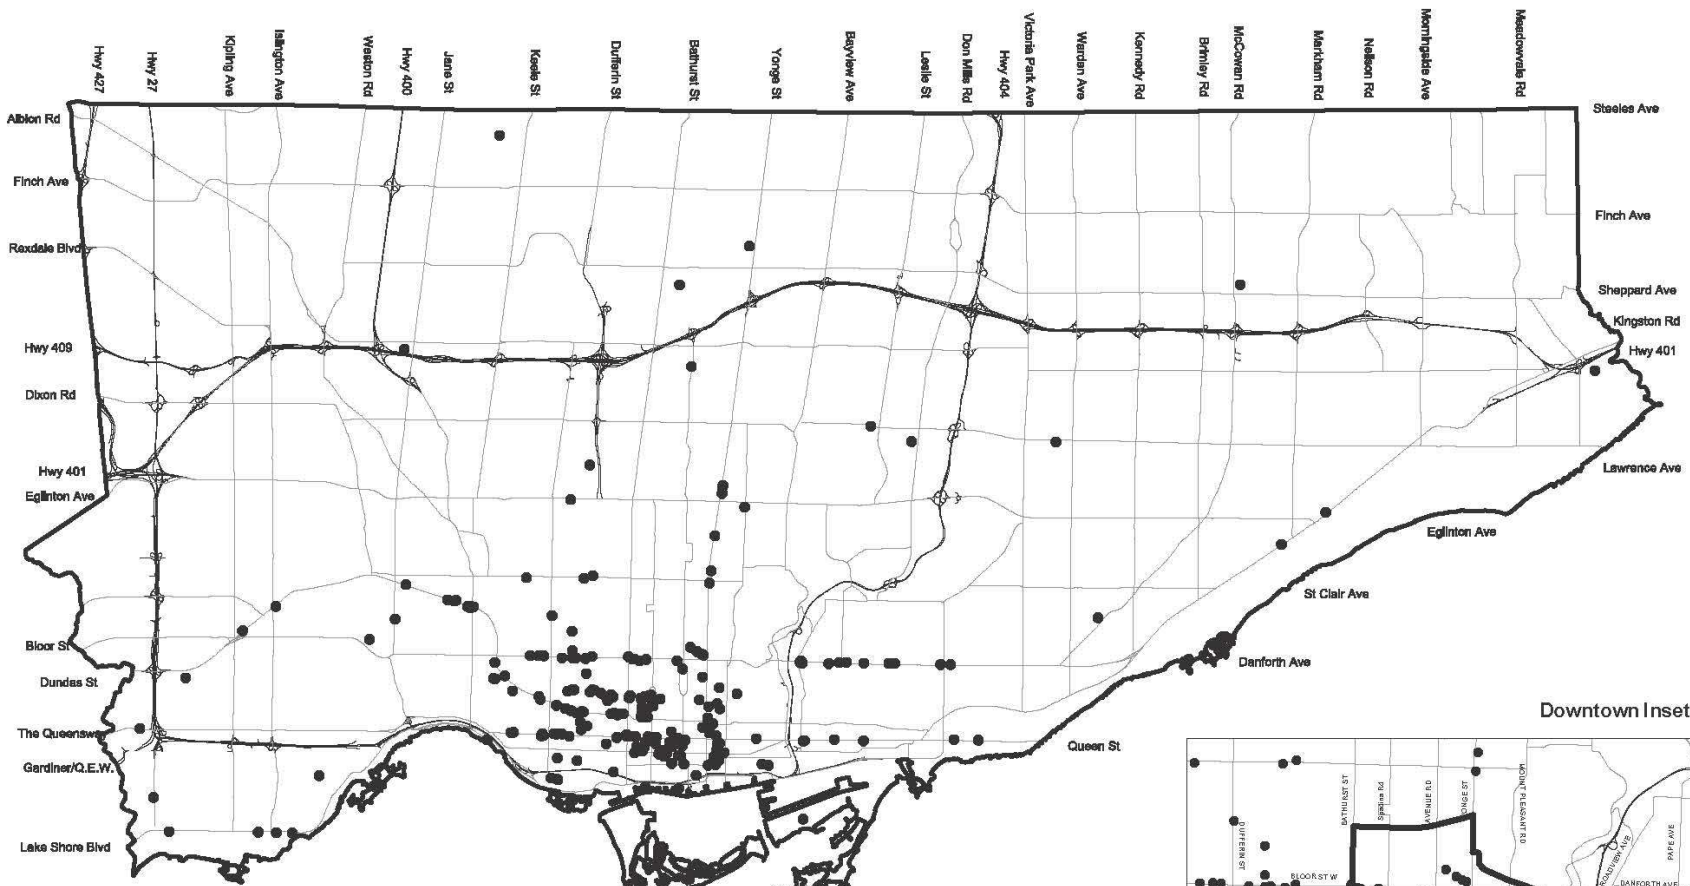 Hwy 427
Hwy 27
Kipling Ave
Islington Ave
Weston Rd
Hwy 400
Jane St
Keele St
Dufferin St
Bathurst St
Yonge St
Bayview Ave
Leslie St
Don Mills Rd
Hwy 404
Victoria Park Ave
Warden Ave
Kennedy Rd
Brimley Rd
McCowan Rd
Markham Rd
Neilson Rd
Morningside Ave
Meadowvale Rd
Albion Rd
Finch Ave
Rexdale Blvd
Hwy 409
Dixon Rd
Hwy 401
Eglinton Ave
Bloor St
Dundas St
The Queensw
Gardiner/Q.E.W.
Lake Shore Blvd
Steeles Ave
Finch Ave
Sheppard Ave
Kingston Rd
Hwy 401
Lawrence Ave
Eglinton Ave
St Clair Ave
Danforth Ave
Queen St
Downtown Inset
DUFFERIN ST
BATHURST ST
Spadina Rd
AVENUE RD
ONGE ST
MOUNT PLEASANT RD
BLOOR ST W
ROADVIEW AVE
PAPE AVE
DANFORTH AVE